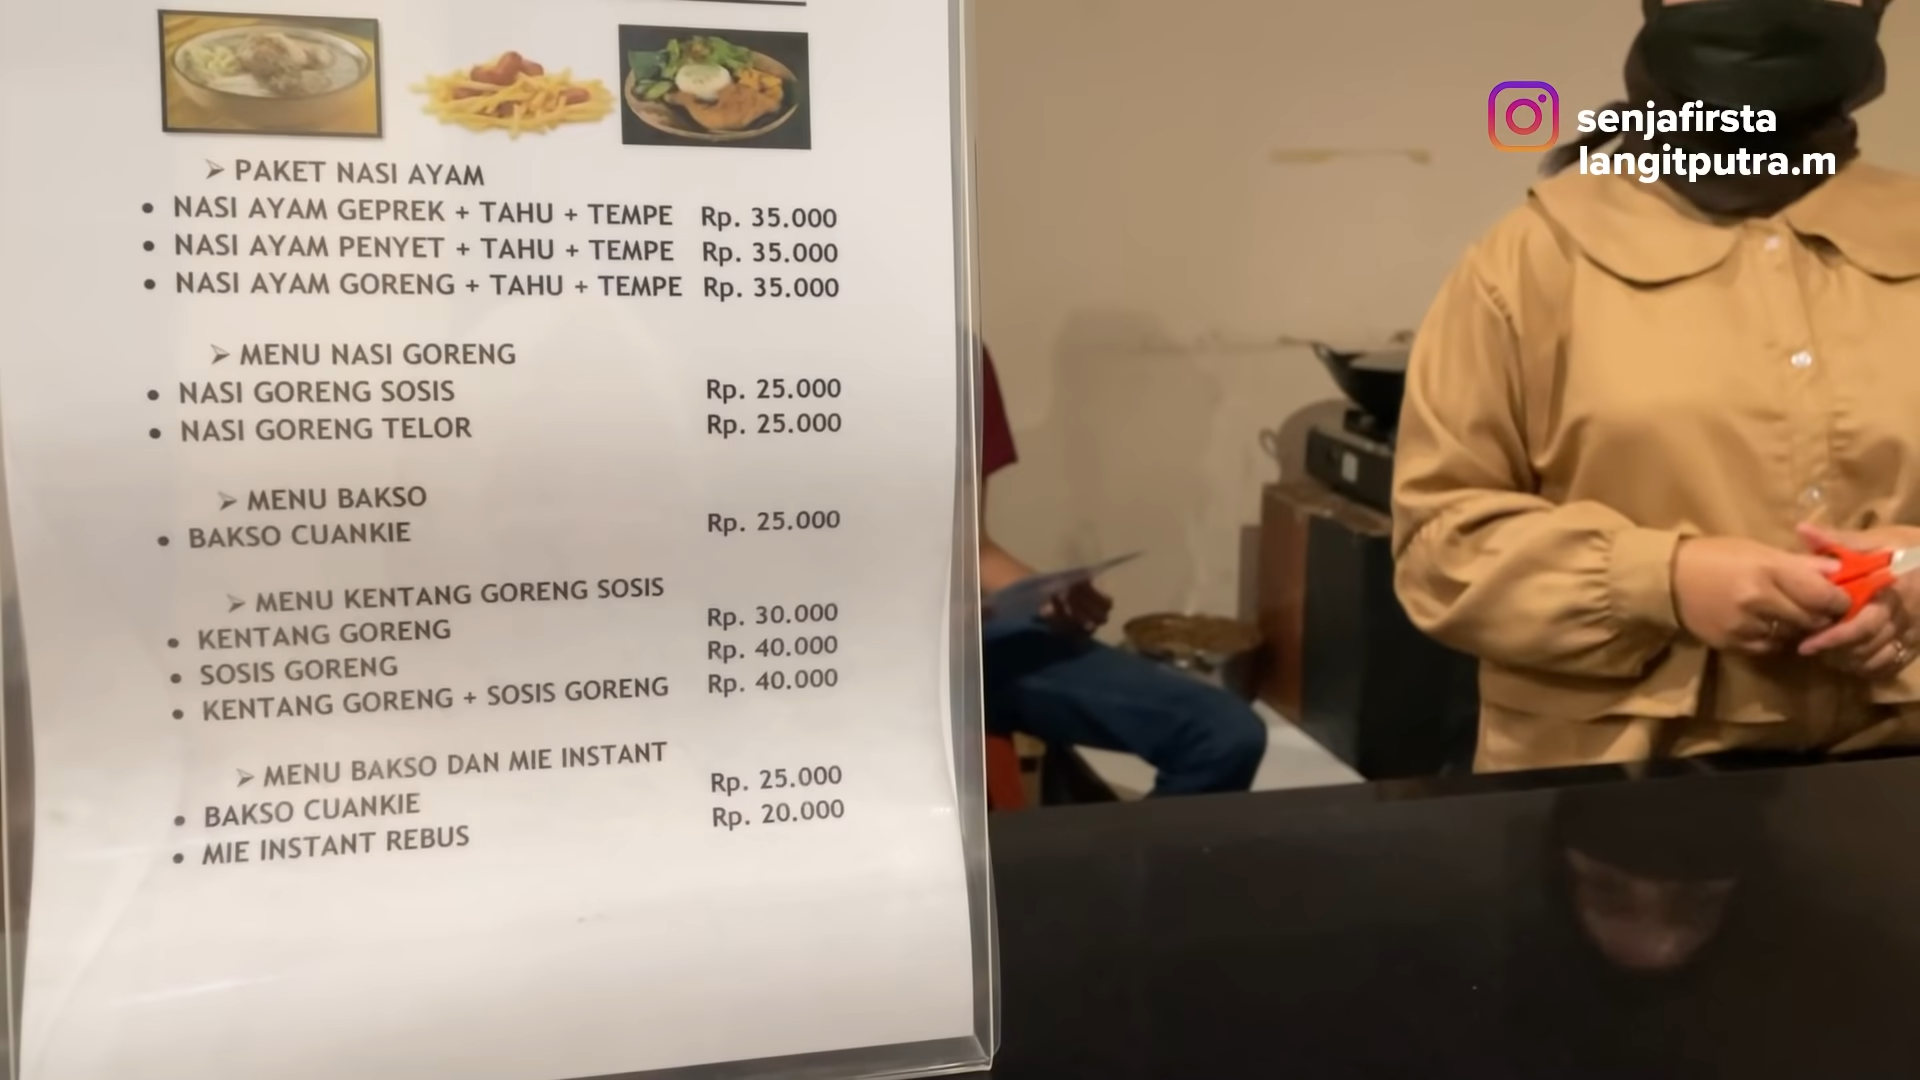 senjafirsta
langitputra.m
➢ PAKET NASI AYAM
• NASI AYAM GEPREK + TAHU + TEMPE Rp. 35.000
• NASI AYAM PENYET + TAHU + TEMPE Rp. 35.000
• NASI AYAM GORENG + TAHU + TEMPE Rp. 35.000
➢ MENU NASI GORENG
• NASI GORENG SOSIS Rp. 25.000
• NASI GORENG TELOR Rp. 25.000
➢ MENU BAKSO
• BAKSO CUANKIE Rp. 25.000
➢ MENU KENTANG GORENG SOSIS
• KENTANG GORENG Rp. 30.000
• SOSIS GORENG Rp. 40.000
• KENTANG GORENG + SOSIS GORENG Rp. 40.000
➢ MENU BAKSO DAN MIE INSTANT
• BAKSO CUANKIE Rp. 25.000
• MIE INSTANT REBUS Rp. 20.000